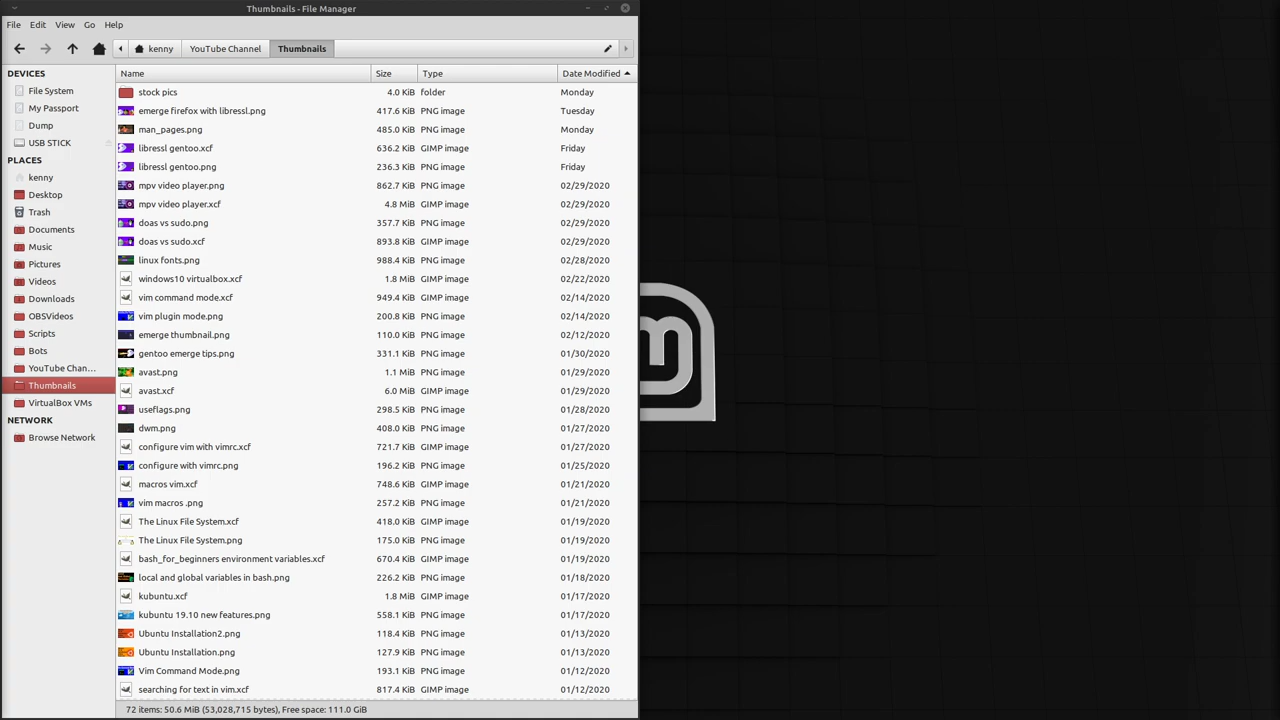 Thumbnails - File Manager
File Edit View Go Help
kenny YouTube Channel Thumbnails
DEVICES
File System
My Passport
Dump
USB STICK
PLACES
kenny
Desktop
Trash
Documents
Music
Pictures
Videos
Downloads
OBSVideos
Scripts
Bots
YouTube Chan...
Thumbnails
VirtualBox VMs
NETWORK
Browse Network
Name Size Type Date Modified
stock pics 4.0 KiB folder Monday
emerge firefox with libressl.png 417.6 KiB PNG image Tuesday
man_pages.png 485.0 KiB PNG image Monday
libressl gentoo.xcf 636.2 KiB GIMP image Friday
libressl gentoo.png 236.3 KiB PNG image Friday
mpv video player.png 862.7 KiB PNG image 02/29/2020
mpv video player.xcf 4.8 MiB GIMP image 02/29/2020
doas vs sudo.png 357.7 KiB PNG image 02/29/2020
doas vs sudo.xcf 893.8 KiB GIMP image 02/29/2020
linux fonts.png 988.4 KiB PNG image 02/28/2020
windows10 virtualbox.xcf 1.8 MiB GIMP image 02/22/2020
vim command mode.xcf 949.4 KiB GIMP image 02/14/2020
vim plugin mode.png 200.8 KiB PNG image 02/14/2020
emerge thumbnail.png 110.0 KiB PNG image 02/12/2020
gentoo emerge tips.png 331.1 KiB PNG image 01/30/2020
avast.png 1.1 MiB PNG image 01/29/2020
avast.xcf 6.0 MiB GIMP image 01/29/2020
useflags.png 298.5 KiB PNG image 01/28/2020
dwm.png 408.0 KiB PNG image 01/27/2020
configure vim with vimrc.xcf 721.7 KiB GIMP image 01/27/2020
configure with vimrc.png 196.2 KiB PNG image 01/25/2020
macros vim.xcf 748.6 KiB GIMP image 01/21/2020
vim macros .png 257.2 KiB PNG image 01/21/2020
The Linux File System.xcf 418.0 KiB GIMP image 01/19/2020
The Linux File System.png 175.0 KiB PNG image 01/19/2020
bash_for_beginners environment variables.xcf 670.4 KiB GIMP image 01/19/2020
local and global variables in bash.png 226.2 KiB PNG image 01/18/2020
kubuntu.xcf 1.8 MiB GIMP image 01/17/2020
kubuntu 19.10 new features.png 558.1 KiB PNG image 01/17/2020
Ubuntu Installation2.png 118.4 KiB PNG image 01/13/2020
Ubuntu Installation.png 127.9 KiB PNG image 01/13/2020
Vim Command Mode.png 193.1 KiB PNG image 01/12/2020
searching for text in vim.xcf 817.4 KiB GIMP image 01/12/2020
72 items: 50.6 MiB (53,028,715 bytes), Free space: 111.0 GiB